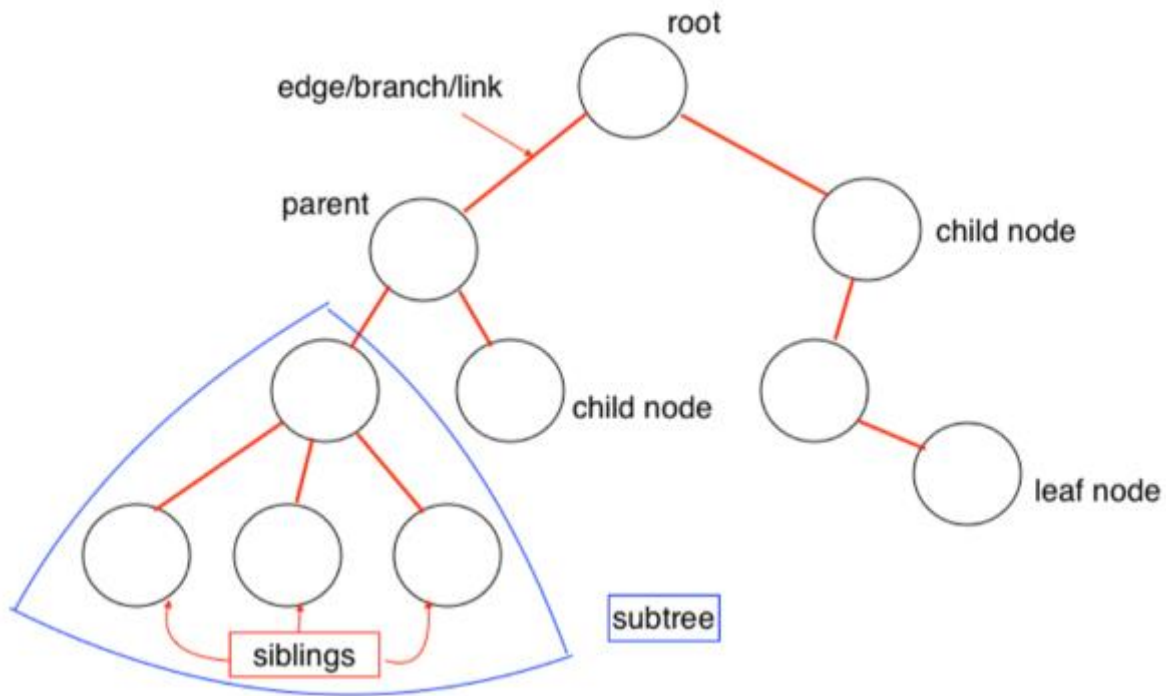 root
edge/branch/link
parent
child node
child node
leaf node
subtree
siblings